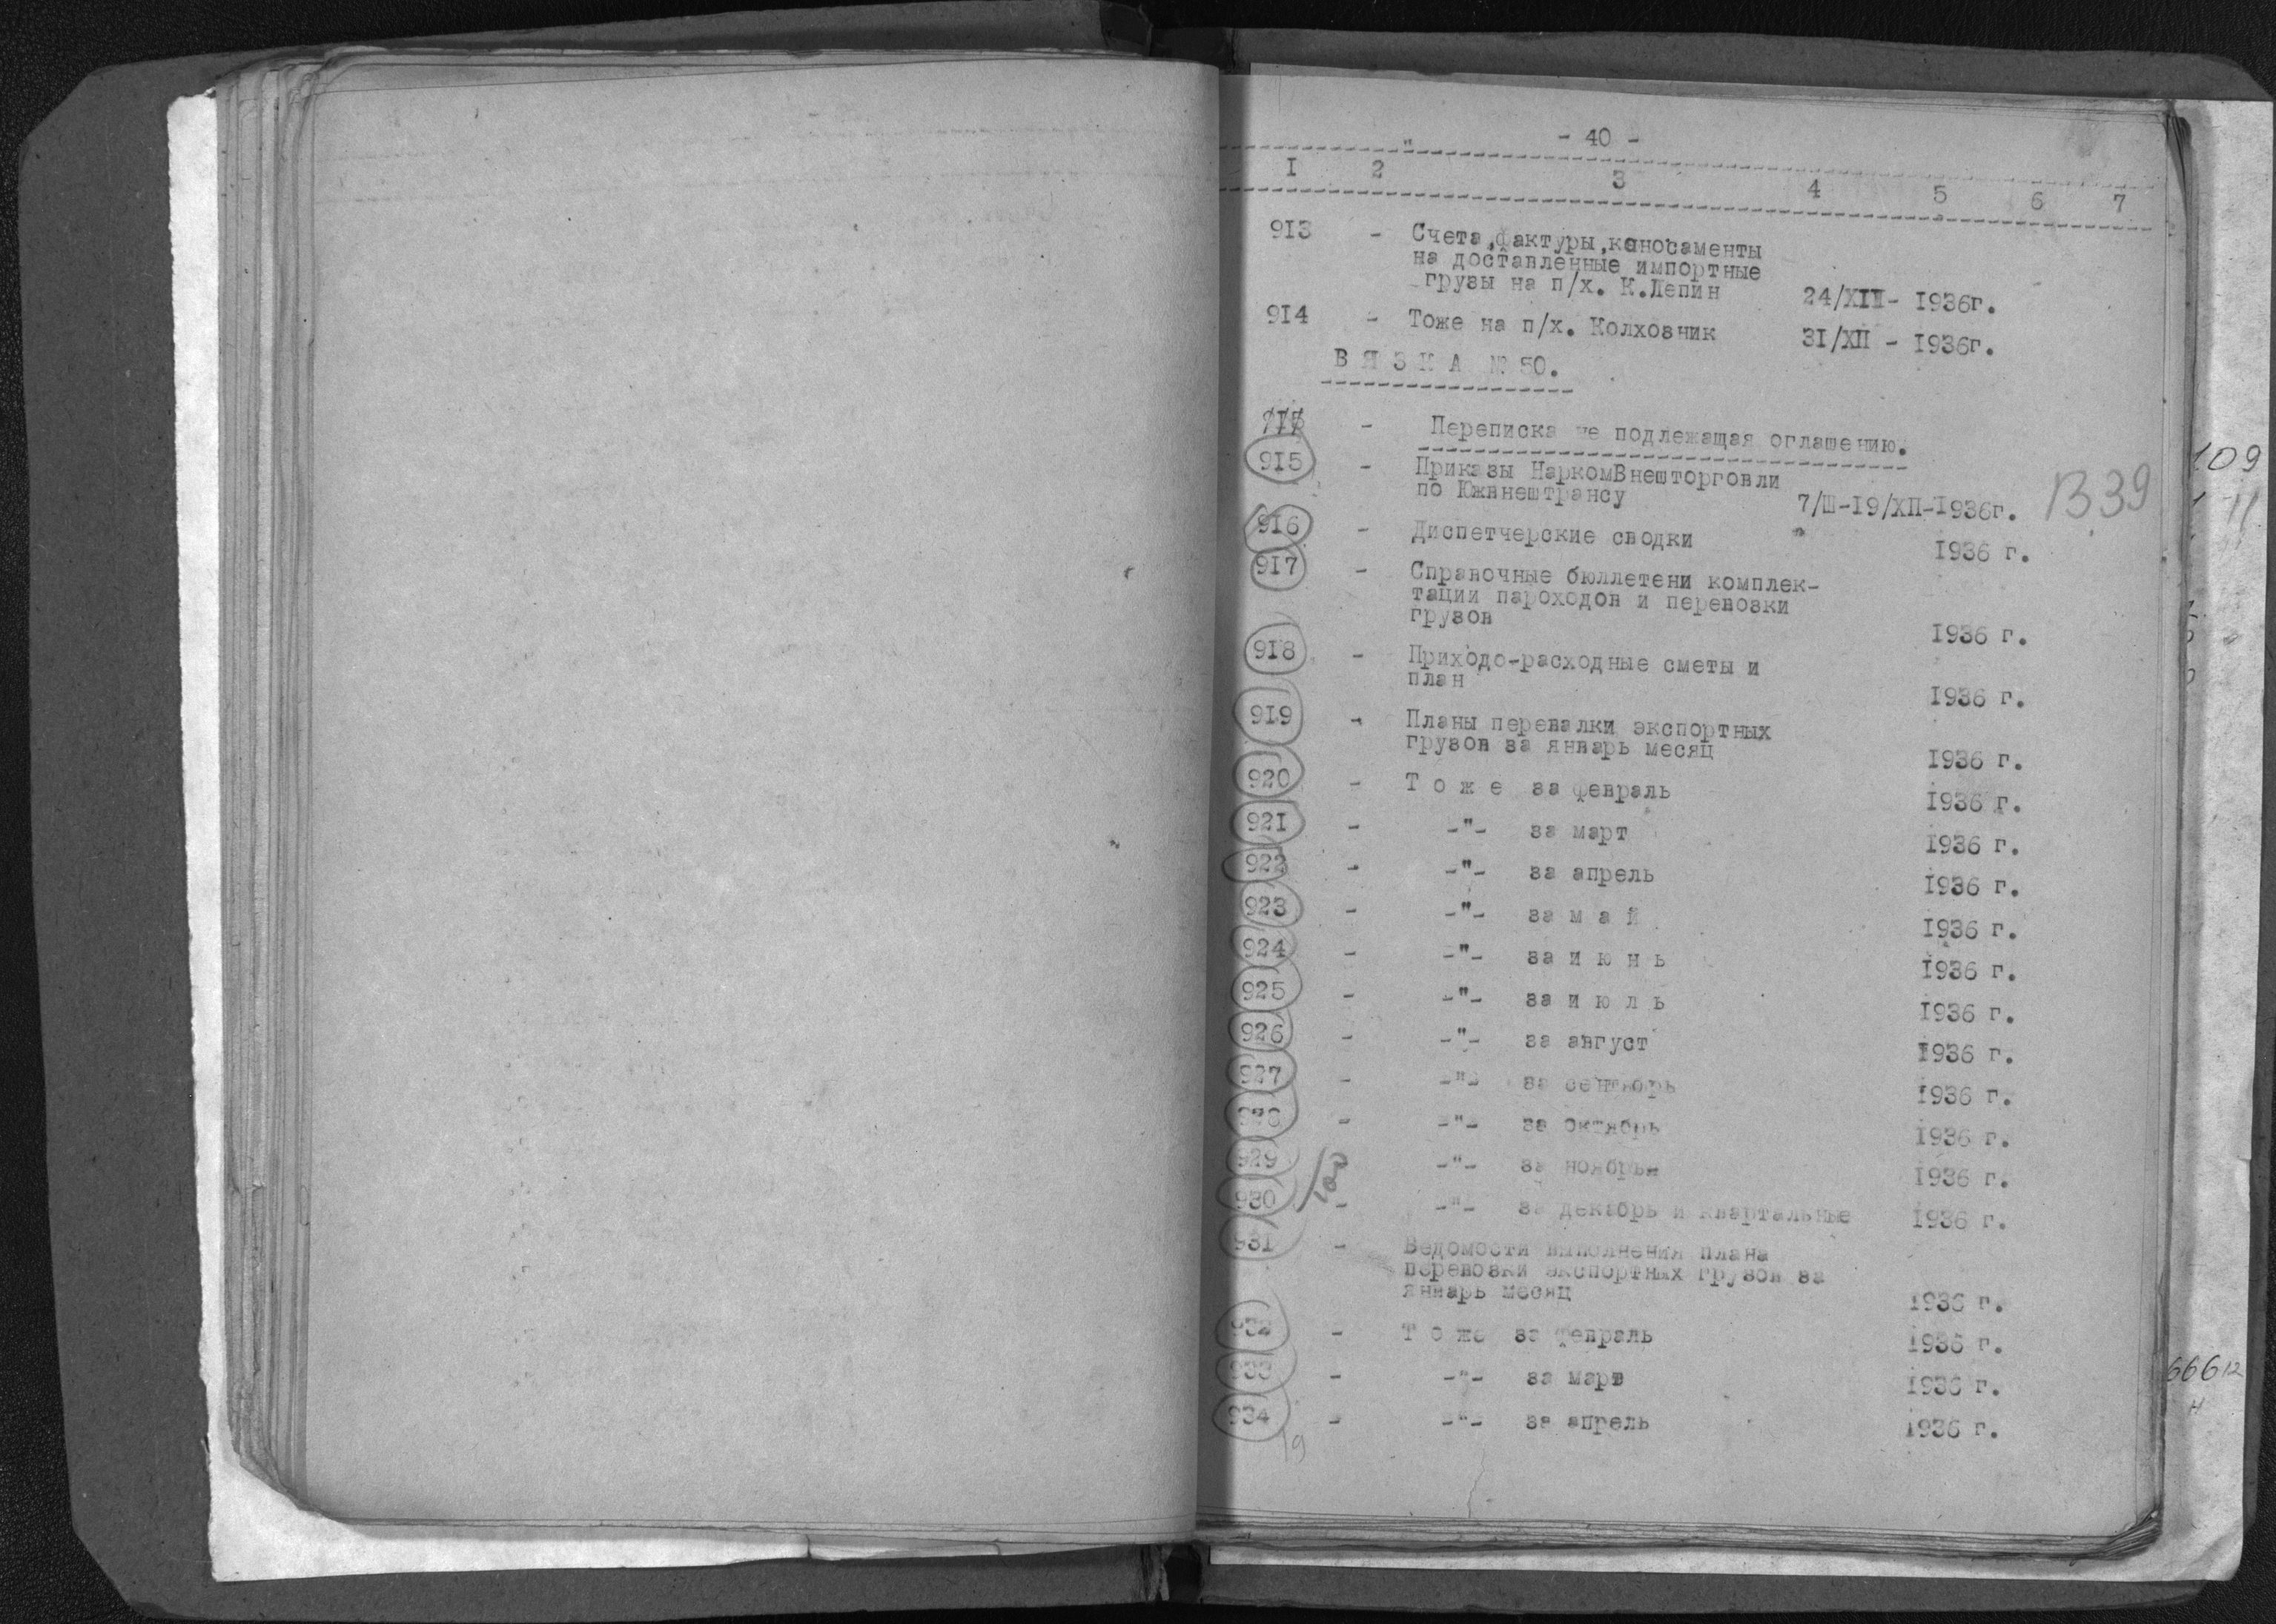 - 40 -
I 2 3 4 5 6 7
913 - Счета,фактуры,каносаменты
на доставленные импортные
грузы на п/х. К.Лепин 24/XII- 1936г.
914 - Тоже на п/х. Колхозник 31/XII - 1936г.
В Я З К А № 50.
- Переписка не подлежащая оглашению.
915 - Приказы НаркомВнешторговли
по Южвнештрансу 7/Ш-19/ХП-1936г. 1339
916 - Диспетчерские сводки 1936 г.
917 - Справочные бюллетени комплек-
тации пароходов и перевозки
грузов 1936 г.
918 - Приходо-расходные сметы и
план 1936 г.
919 - Планы перевалки экспортных
грузов за январь месяц 1936 г.
920 - Т о ж е за февраль 1936 г.
921 - -"- за март 1936 г.
922 - -"- за апрель 1936 г.
923 - -"- за м а й 1936 г.
924 - -"- за и ю н ь 1936 г.
925 - -"- за и ю л ь 1936 г.
926 - -"- за август 1936 г.
927 - -"- за сентябрь 1936 г.
928 - -"- за октябрь 1936 г.
929 -"- за ноябрь 1936 г.
930 - -"- за декабрь и квартальные 1936 г.
931 - Ведомости выполнения плана
перевозки экспортных грузов за
январь месяц 1936 г.
932 - Т о же за февраль 1936 г.
933 - -"- за март 1936 г.
934 - -"- за апрель 1936 г.
19
109
11
66612